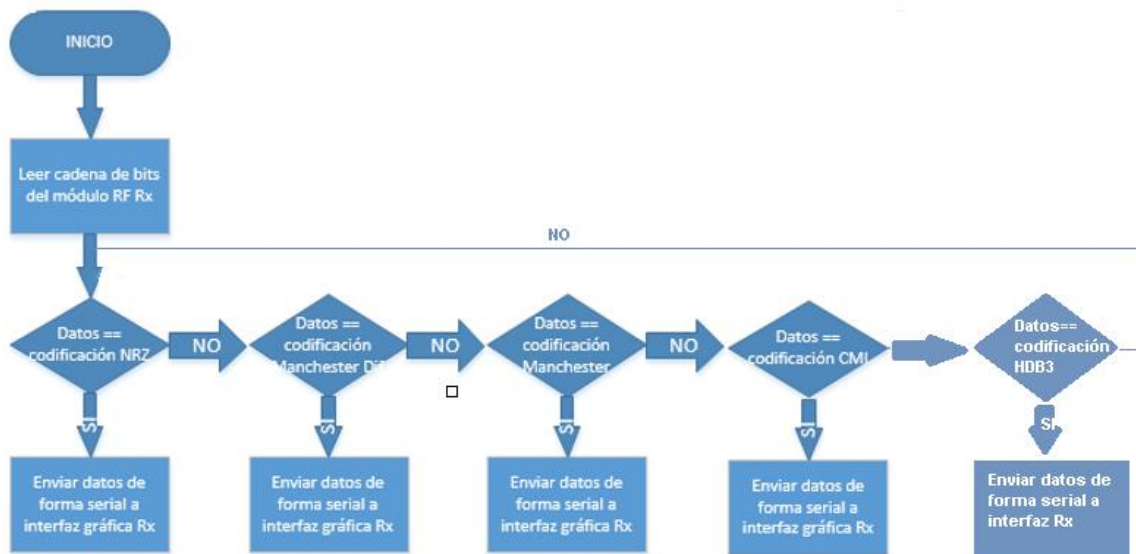 INICIO
Leer cadena de bits
del módulo RF Rx
NO
Datos ==
codificación NRZ
NO
Datos ==
codificación
Manchester Dif
NO
Datos ==
codificación
Manchester
NO
Datos ==
codificación CMI
Datos==
codificación
HDB3
SI
SI
SI
SI
SI
Enviar datos de
forma serial a
interfaz gráfica Rx
Enviar datos de
forma serial a
interfaz gráfica Rx
Enviar datos de
forma serial a
interfaz gráfica Rx
Enviar datos de
forma serial a
interfaz gráfica Rx
Enviar datos de
forma serial a
interfaz Rx